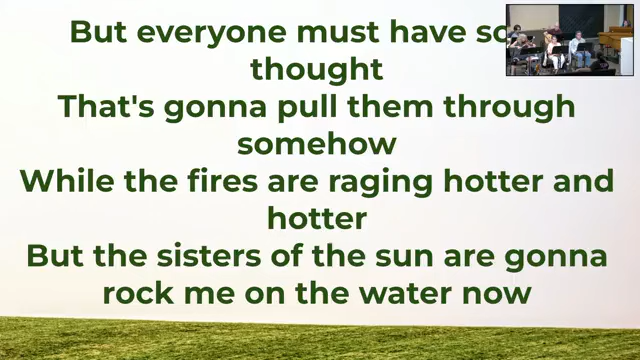 But everyone must have
thought
That's gonna pull them through
somehow
While the fires are raging hotter and
hotter
But the sisters of the sun are gonna
rock me on the water now